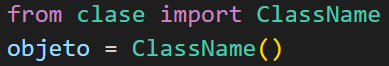 from clase import ClassName
objeto = ClassName()